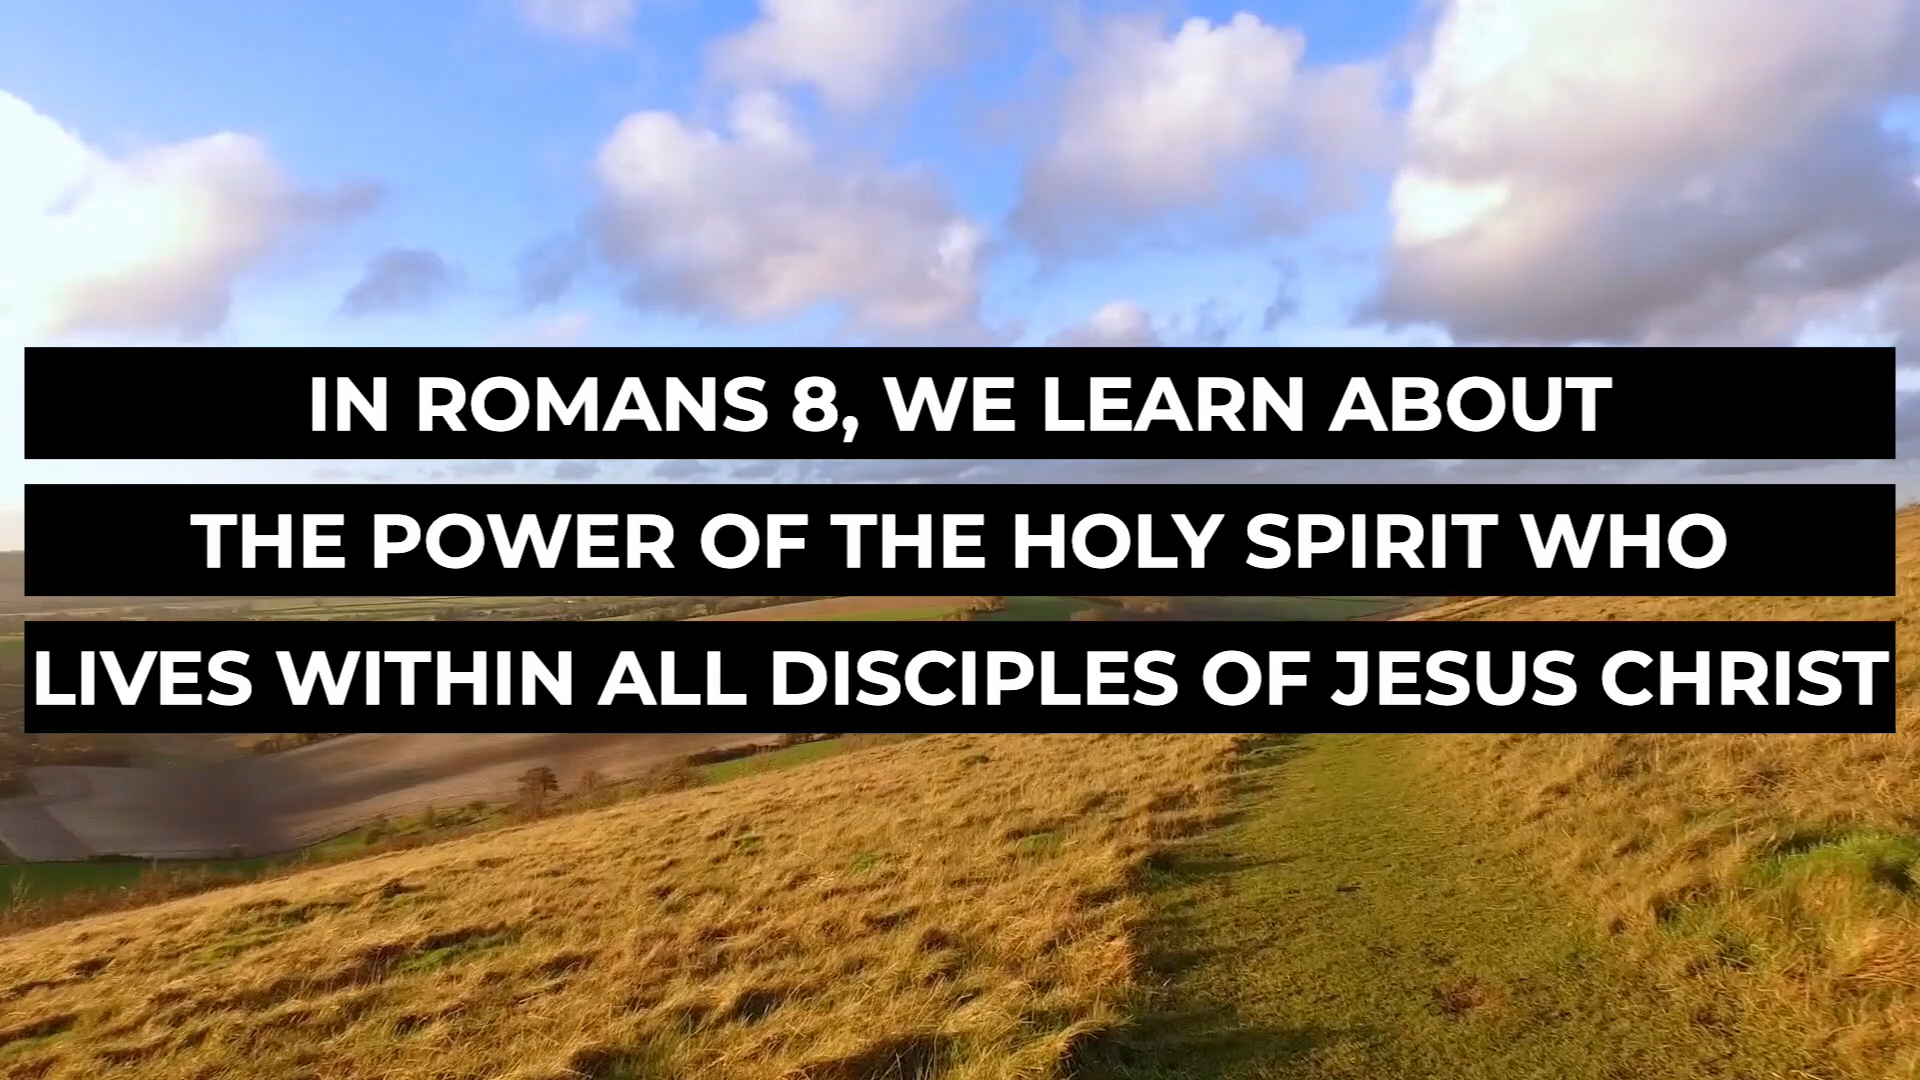 IN ROMANS 8, WE LEARN ABOUT
THE POWER OF THE HOLY SPIRIT WHO
LIVES WITHIN ALL DISCIPLES OF JESUS CHRIST